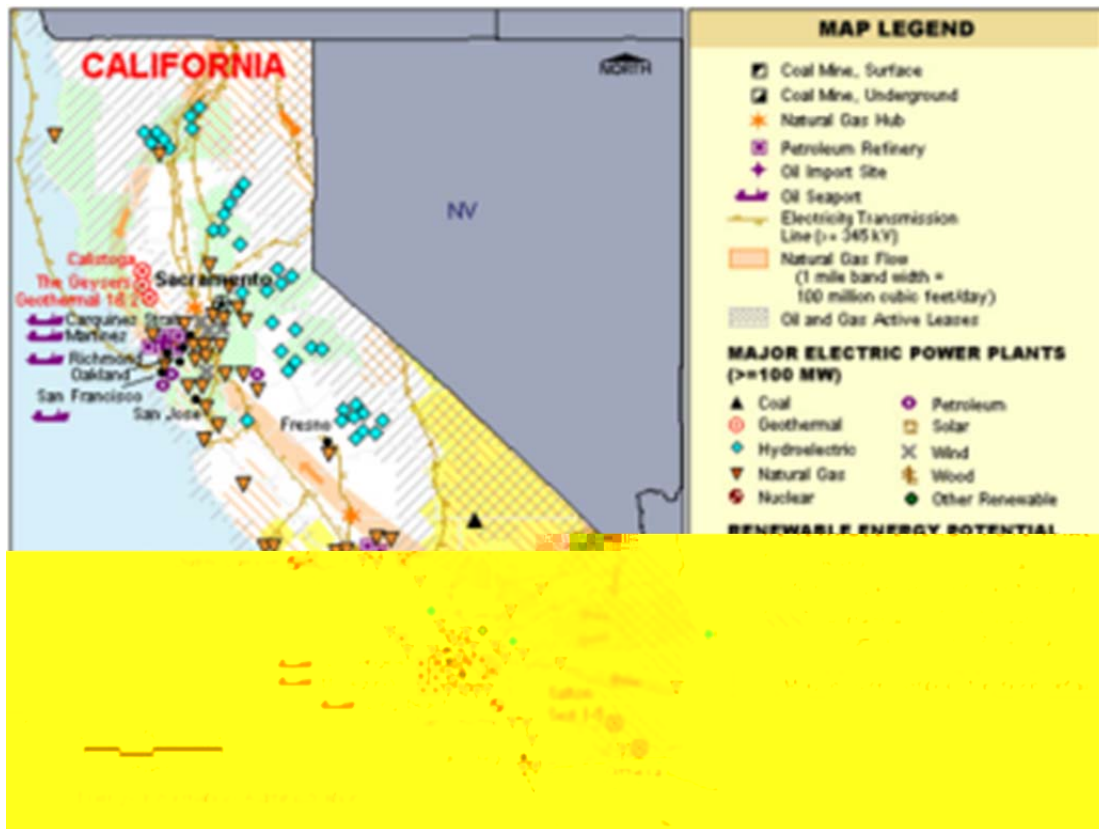 CALIFORNIA
NORTH
NV
Calistoga
The Geysers
Geothermal 1& 2
Sacramento
Carquinez Strait
Martinez
Richmond
Oakland
San Francisco
San Jose
Fresno
MAP LEGEND
Coal Mine, Surface
Coal Mine, Underground
Natural Gas Hub
Petroleum Refinery
Oil Import Site
Oil Seaport
Electricity Transmission
Line (>= 345 kV)
Natural Gas Flow
(1 mile band width =
100 million cubic feet/day)
Oil and Gas Active Leases
MAJOR ELECTRIC POWER PLANTS
(>=100 MW)
Coal
Geothermal
Hydroelectric
Natural Gas
Nuclear
Petroleum
Solar
Wind
Wood
Other Renewable
RENEWABLE ENERGY POTENTIAL
Salton